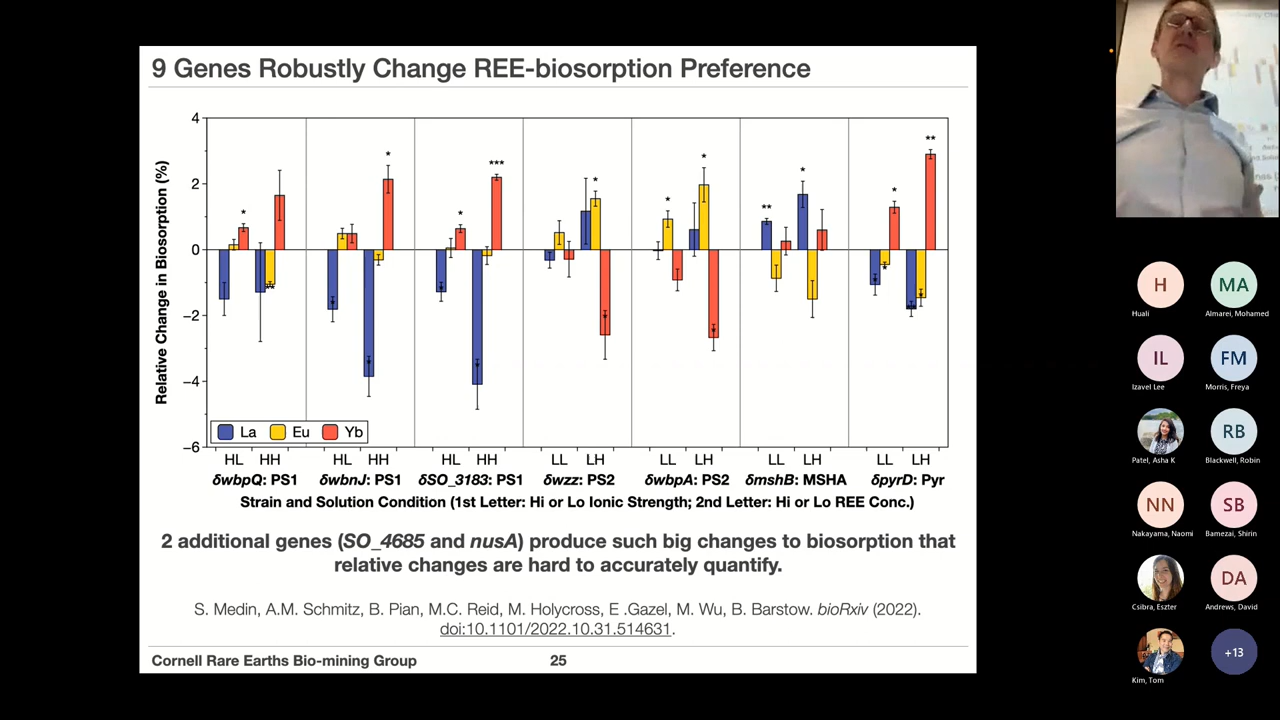 9 Genes Robustly Change REE-biosorption Preference
Relative Change in Biosorption (%)
4
2
0
−2
−4
−6
*
*
*
***
*
*
*
**
*
*
**
**
*
*
*
*
*
*
*
*
La
Eu
Yb
HL HH HL HH HL HH LL LH LL LH LL LH LL LH
δwbpQ: PS1 δwbnJ: PS1 δSO_3183: PS1 δwzz: PS2 δwbpA: PS2 δmshB: MSHA δpyrD: Pyr
Strain and Solution Condition (1st Letter: Hi or Lo Ionic Strength; 2nd Letter: Hi or Lo REE Conc.)
2 additional genes (SO_4685 and nusA) produce such big changes to biosorption that
relative changes are hard to accurately quantify.
S. Medin, A.M. Schmitz, B. Pian, M.C. Reid, M. Holycross, E .Gazel, M. Wu, B. Barstow. bioRxiv (2022).
doi:10.1101/2022.10.31.514631.
Cornell Rare Earths Bio-mining Group
25
H
MA
Huali
Almarei, Mohamed
IL
FM
Izavel Lee
Morris, Freya
RB
Patel, Asha K
Blackwell, Robin
NN
SB
Nakayama, Naomi
Bamezai, Shirin
DA
Csibra, Eszter
Andrews, David
+13
Kim, Tom